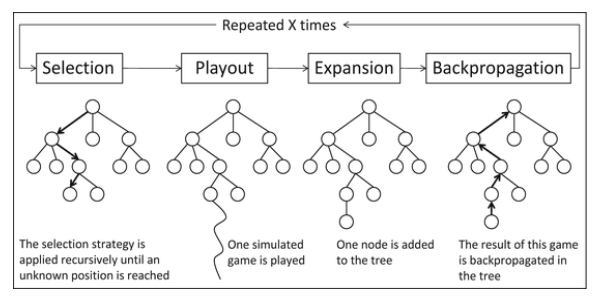 Repeated X times
Selection
Playout
Expansion
Backpropagation
The selection strategy is
applied recursively until an
unknown position is reached
One simulated
game is played
One node is added
to the tree
The result of this game
is backpropagated in
the tree